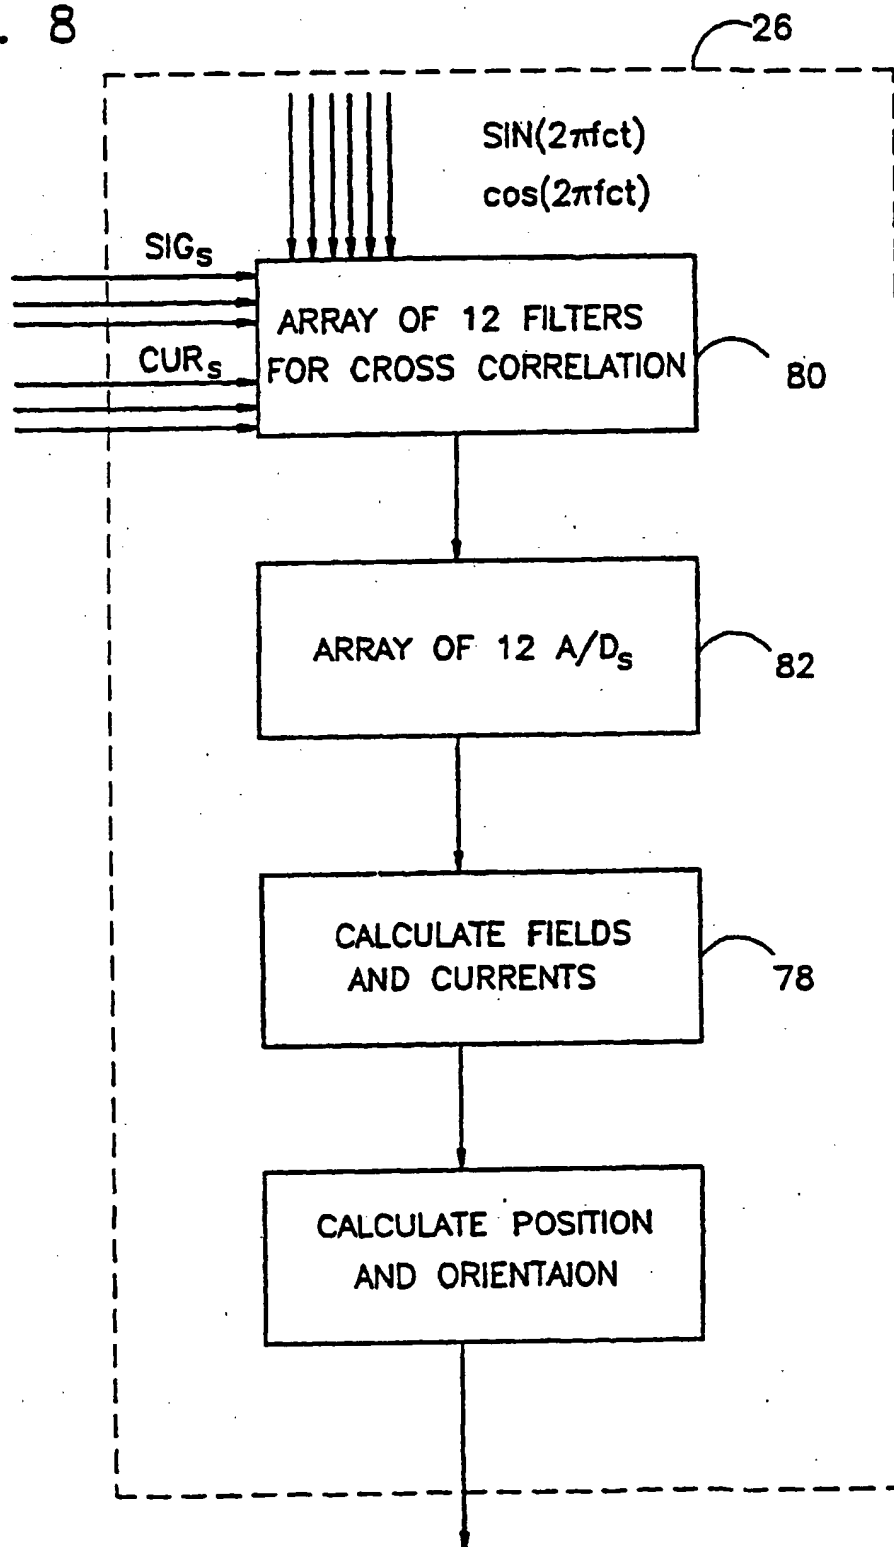 . 8
26
SIN(2πfct)
cos(2πfct)
SIGs
ARRAY OF 12 FILTERS
FOR CROSS CORRELATION
CURs
80
ARRAY OF 12 A/Ds
82
CALCULATE FIELDS
AND CURRENTS
78
CALCULATE POSITION
AND ORIENTAION